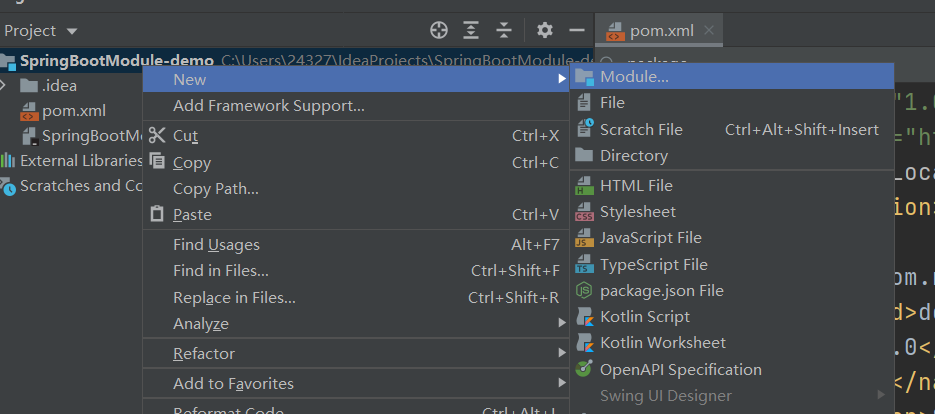 Project
pom.xml
SpringBootModule-demo C:\Users\24327\IdeaProjects\SpringBootModule-de
.idea
pom.xml
SpringBootMo
External Libraries
Scratches and Co
New
Add Framework Support...
Cut Ctrl+X
Copy Ctrl+C
Copy Path...
Paste Ctrl+V
Find Usages Alt+F7
Find in Files... Ctrl+Shift+F
Replace in Files... Ctrl+Shift+R
Analyze
Refactor
Add to Favorites
Reformat Code Ctrl+Alt+L
Module...
File
Scratch File Ctrl+Alt+Shift+Insert
Directory
HTML File
Stylesheet
JavaScript File
TypeScript File
package.json File
Kotlin Script
Kotlin Worksheet
OpenAPI Specification
Swing UI Designer
"1.
="h
Loca
ion>
om.
d>de
.0</
</na